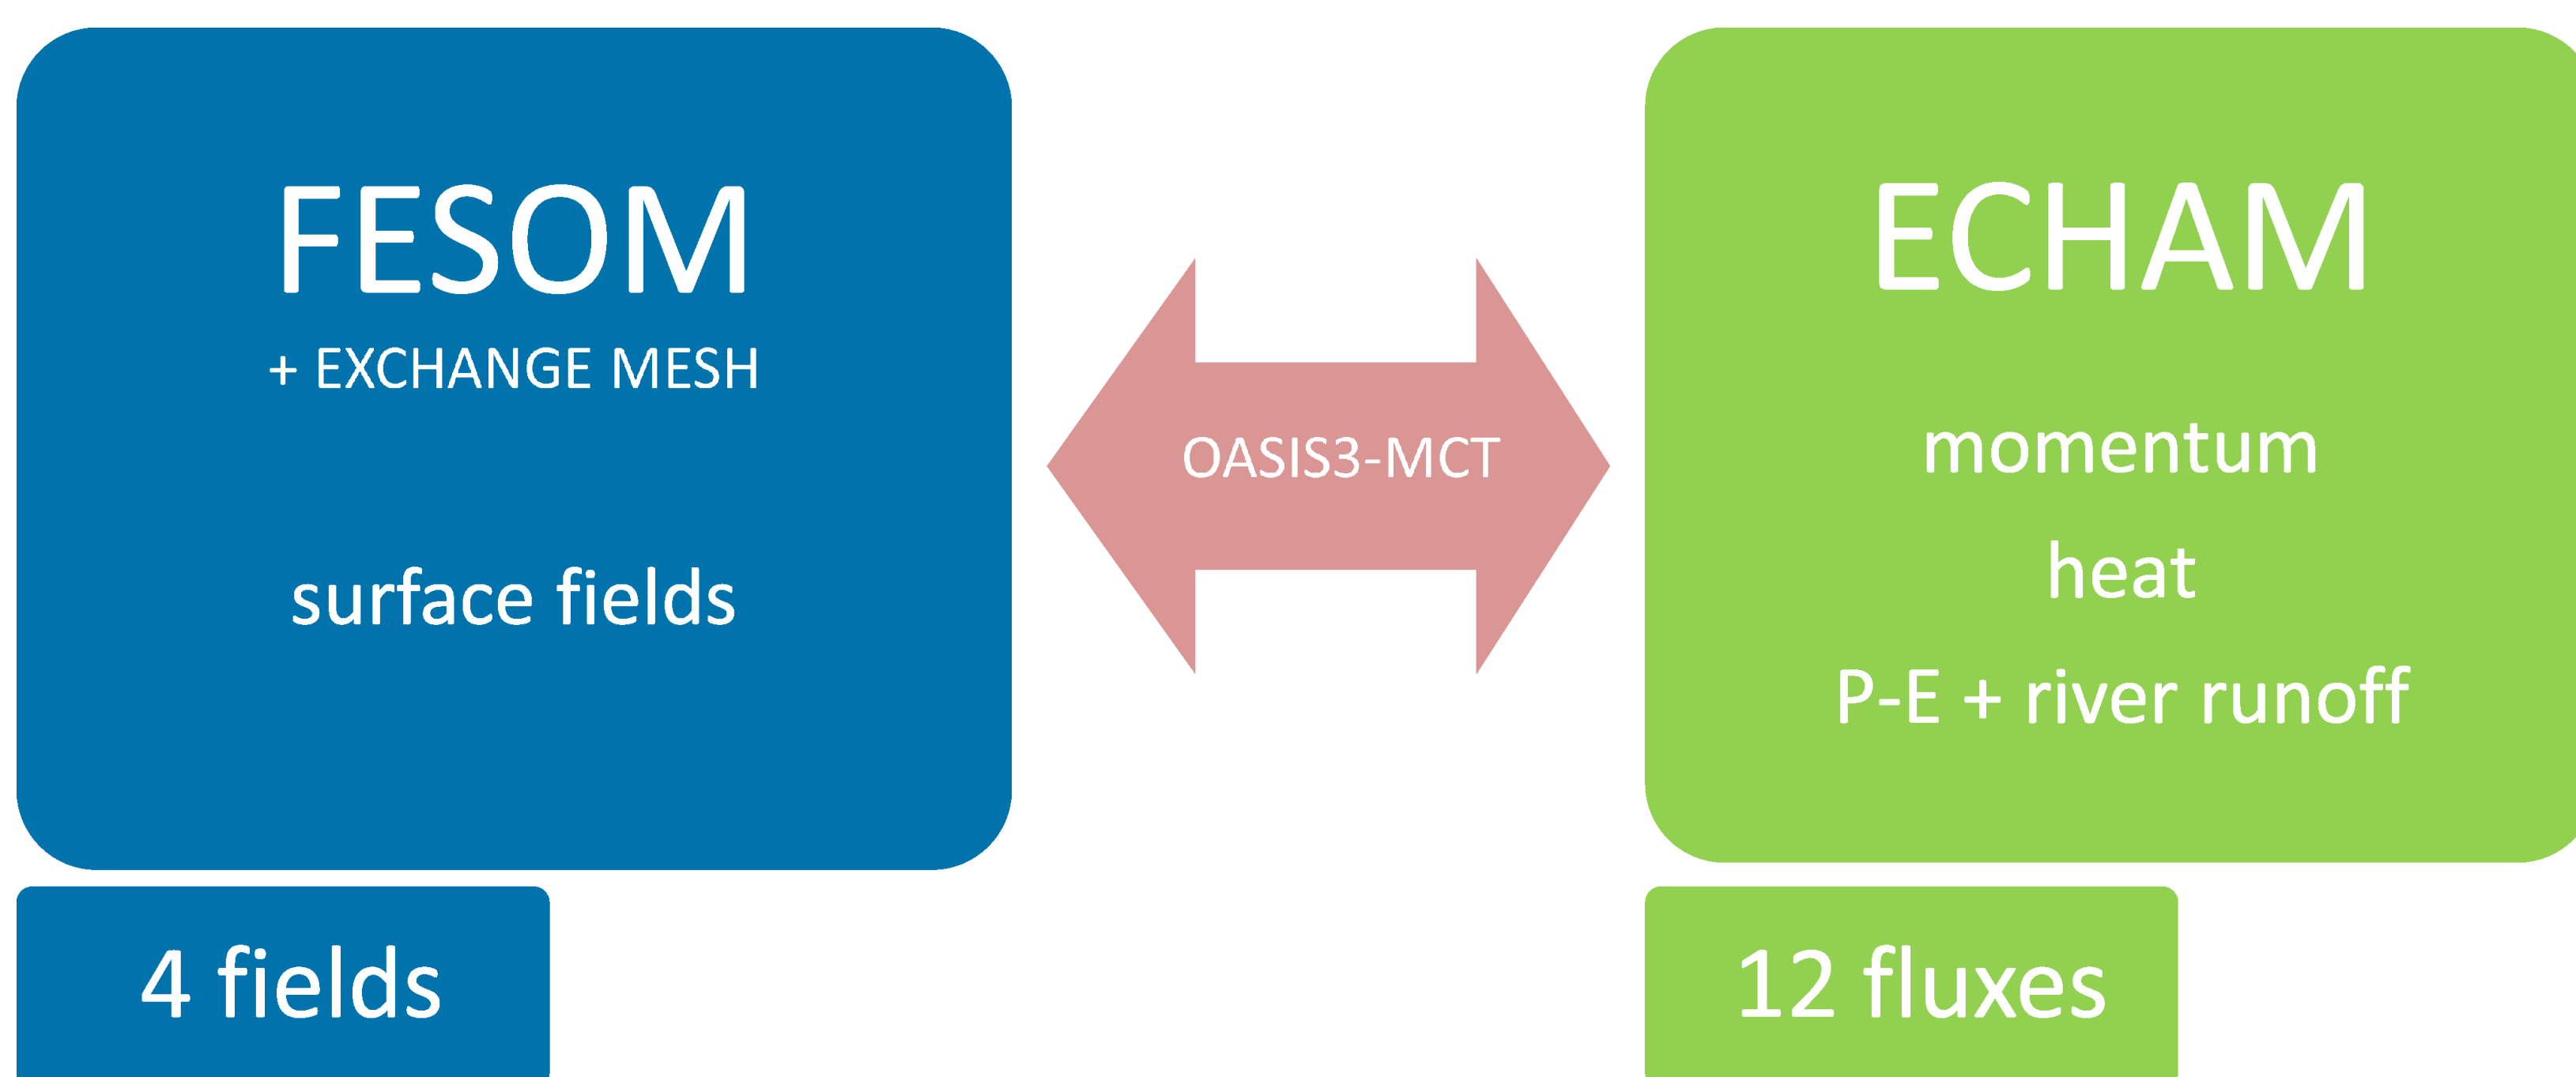 FESOM
+ EXCHANGE MESH
surface fields
4 fields
OASIS3-MCT
ECHAM
momentum
heat
P-E + river runoff
12 fluxes